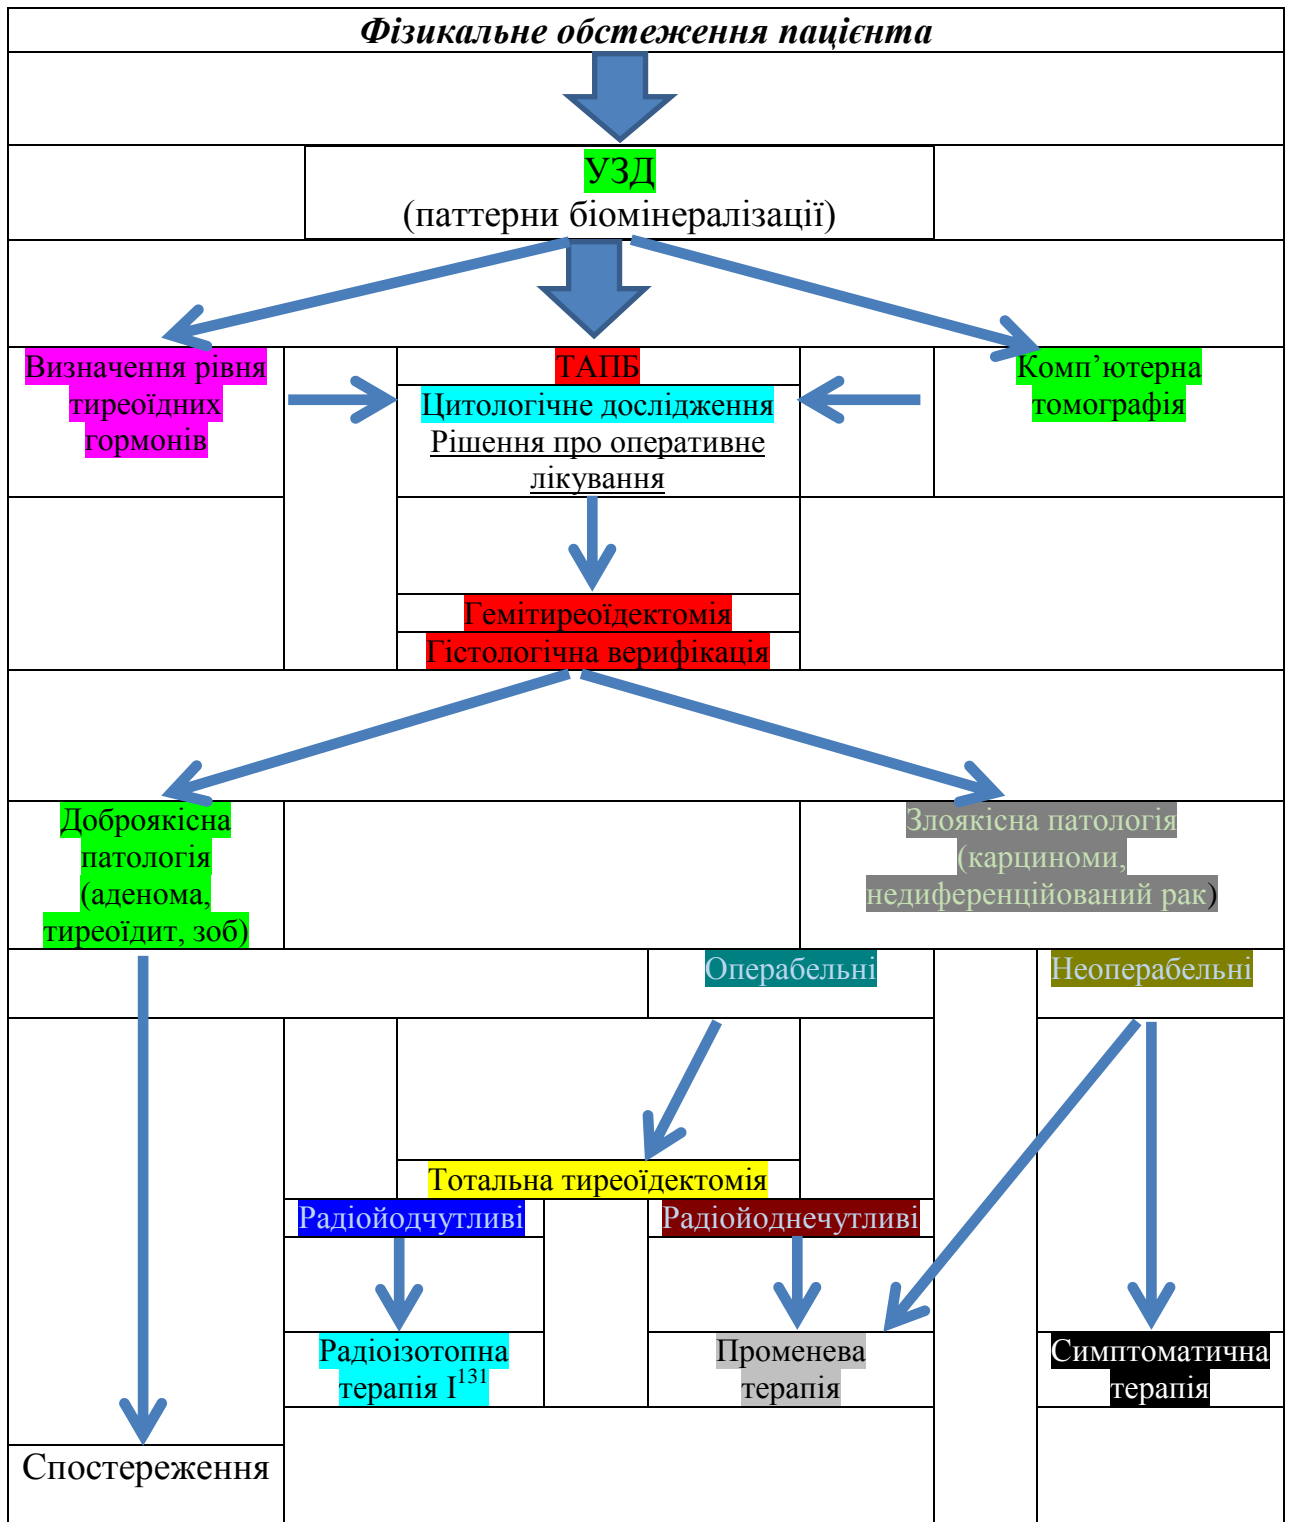 Фізикальне обстеження пацієнта
УЗД
(паттерни біомінералізації)
Визначення рівня
тиреоїдних
гормонів
ТАПБ
Цитологічне дослідження
Рішення про оперативне
лікування
Комп’ютерна
томографія
Гемітиреоїдектомія
Гістологічна верифікація
Доброякісна
патологія
(аденома,
тиреоїдит, зоб)
Злоякісна патологія
(карциноми,
недиференційований рак)
Операбельні
Неоперабельні
Тотальна тиреоїдектомія
Радіойодчутливі
Радіойоднечутливі
Радіоізотопна
терапія I¹³¹
Променева
терапія
Симптоматична
терапія
Спостереження